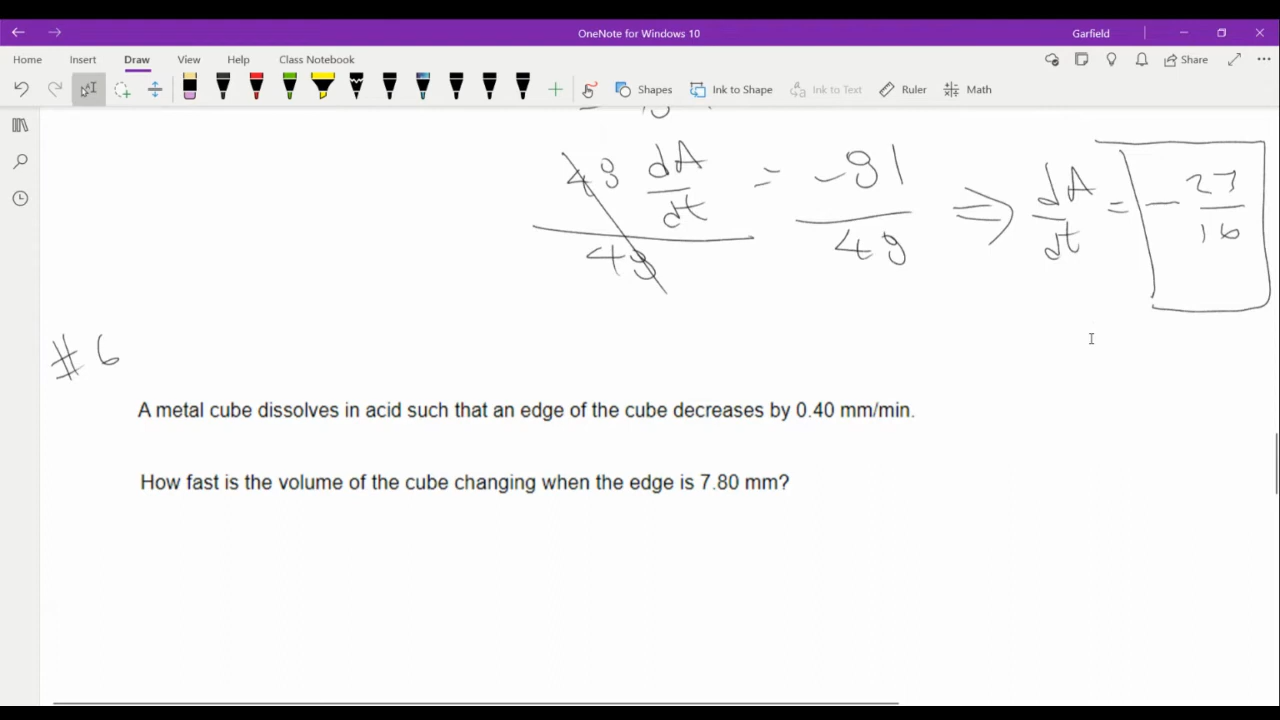 OneNote for Windows 10
Garfield
Home Insert Draw View Help Class Notebook
Share
Shapes Ink to Shape Ink to Text Ruler Math
48 dA/dt / 48 = -81 / 48 ⇒ dA/dt = - 27/16
#6
A metal cube dissolves in acid such that an edge of the cube decreases by 0.40 mm/min.
How fast is the volume of the cube changing when the edge is 7.80 mm?